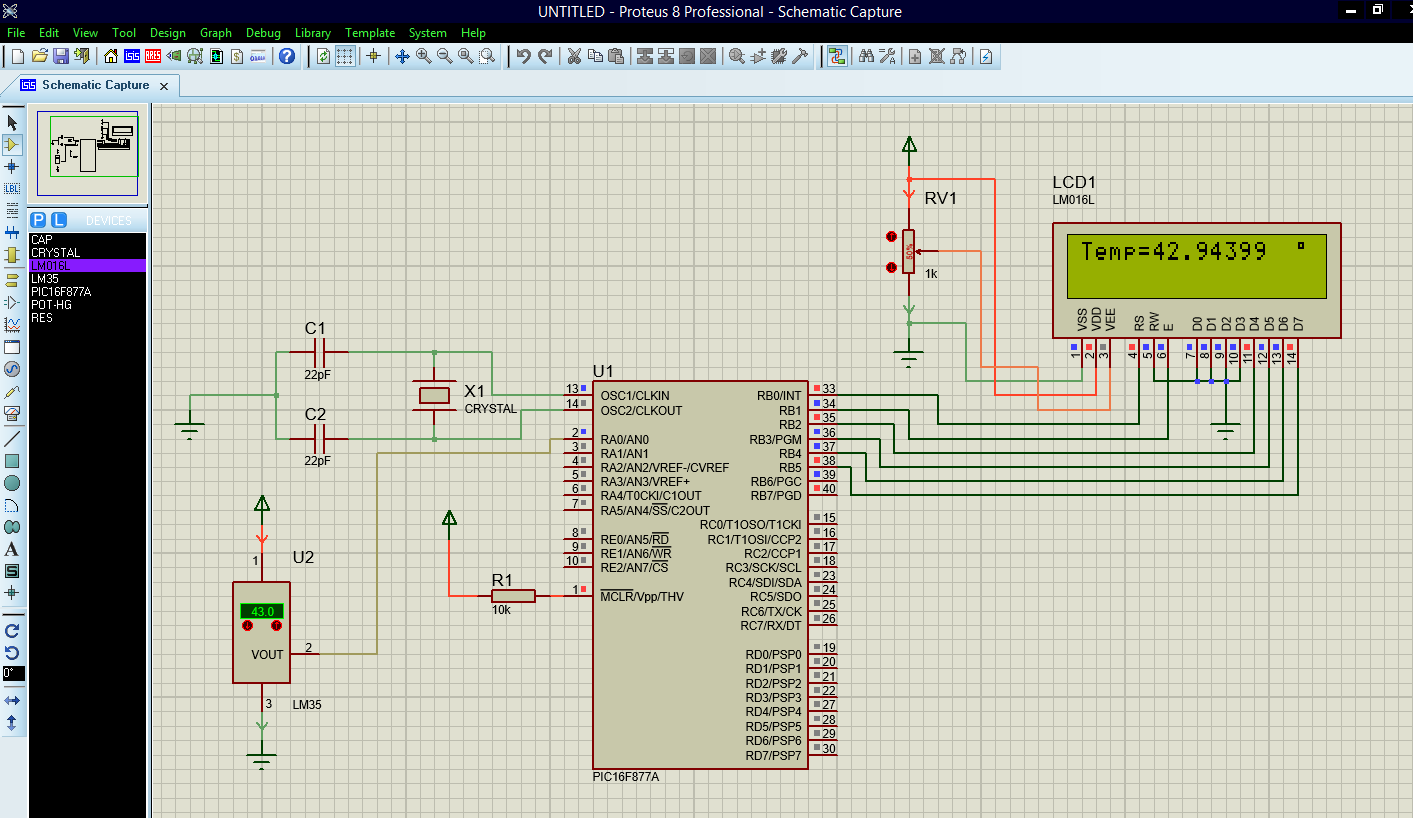 UNTITLED - Proteus 8 Professional - Schematic Capture
File Edit View Tool Design Graph Debug Library Template System Help
Schematic Capture
P L DEVICES
CAP
CRYSTAL
LM016L
LM35
PIC16F877A
POT-HG
RES
LBL
A
S
0°
C1
22pF
C2
22pF
X1
CRYSTAL
U2
1
43.0
VOUT 2
3
LM35
R1
10k
U1
13 OSC1/CLKIN
14 OSC2/CLKOUT
2 RA0/AN0
3 RA1/AN1
4 RA2/AN2/VREF-/CVREF
5 RA3/AN3/VREF+
6 RA4/T0CKI/C1OUT
7 RA5/AN4/SS/C2OUT
8 RE0/AN5/RD
9 RE1/AN6/WR
10 RE2/AN7/CS
1 MCLR/Vpp/THV
RB0/INT 33
RB1 34
RB2 35
RB3/PGM 36
RB4 37
RB5 38
RB6/PGC 39
RB7/PGD 40
RC0/T1OSO/T1CKI 15
RC1/T1OSI/CCP2 16
RC2/CCP1 17
RC3/SCK/SCL 18
RC4/SDI/SDA 23
RC5/SDO 24
RC6/TX/CK 25
RC7/RX/DT 26
RD0/PSP0 19
RD1/PSP1 20
RD2/PSP2 21
RD3/PSP3 22
RD4/PSP4 27
RD5/PSP5 28
RD6/PSP6 29
RD7/PSP7 30
PIC16F877A
RV1
50%
1k
LCD1
LM016L
Temp=42.94399 °
VSS VDD VEE RS RW E D0 D1 D2 D3 D4 D5 D6 D7
1 2 3 4 5 6 7 8 9 10 11 12 13 14